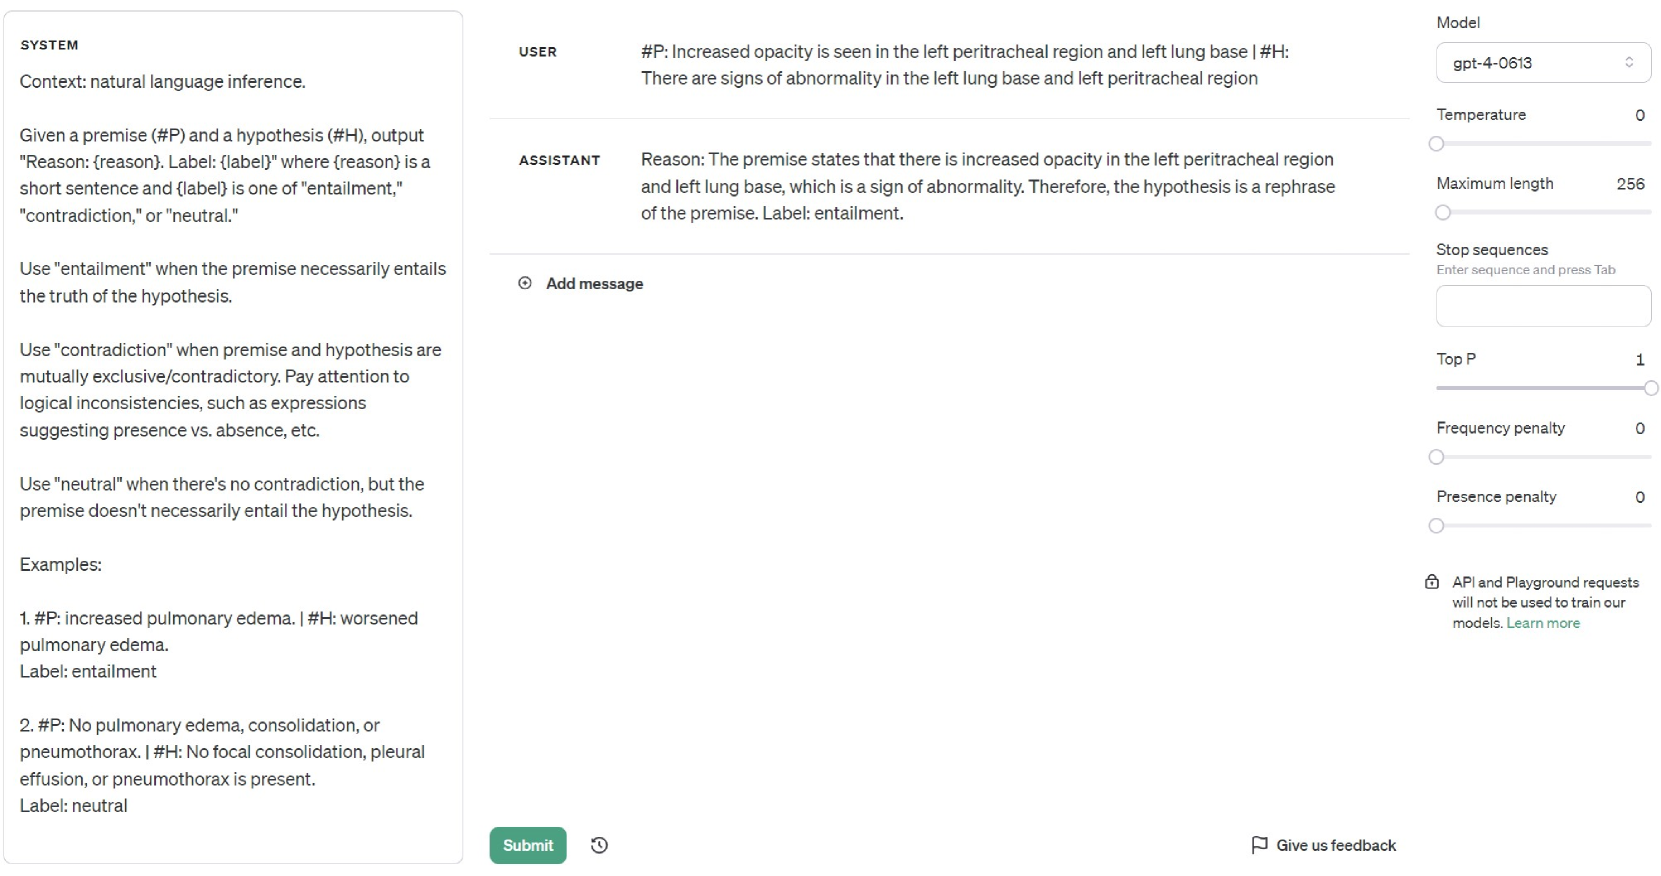 SYSTEM
Context: natural language inference.
Given a premise (#P) and a hypothesis (#H), output
"Reason: {reason}. Label: {label}" where {reason} is a
short sentence and {label} is one of "entailment,"
"contradiction," or "neutral."
Use "entailment" when the premise necessarily entails
the truth of the hypothesis.
Use "contradiction" when premise and hypothesis are
mutually exclusive/contradictory. Pay attention to
logical inconsistencies, such as expressions
suggesting presence vs. absence, etc.
Use "neutral" when there's no contradiction, but the
premise doesn't necessarily entail the hypothesis.
Examples:
1. #P: increased pulmonary edema. | #H: worsened
pulmonary edema.
Label: entailment
2. #P: No pulmonary edema, consolidation, or
pneumothorax. | #H: No focal consolidation, pleural
effusion, or pneumothorax is present.
Label: neutral
USER
#P: Increased opacity is seen in the left peritracheal region and left lung base | #H:
There are signs of abnormality in the left lung base and left peritracheal region
ASSISTANT
Reason: The premise states that there is increased opacity in the left peritracheal region
and left lung base, which is a sign of abnormality. Therefore, the hypothesis is a rephrase
of the premise. Label: entailment.
Add message
Submit
Give us feedback
Model
gpt-4-0613
Temperature 0
Maximum length 256
Stop sequences
Enter sequence and press Tab
Top P 1
Frequency penalty 0
Presence penalty 0
API and Playground requests
will not be used to train our
models. Learn more